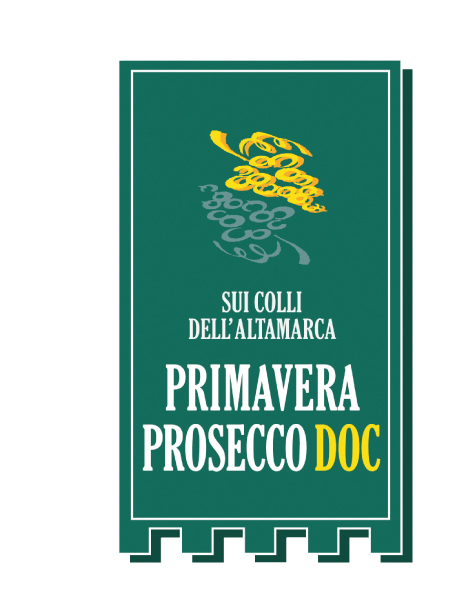 SUI COLLI
DELL'ALTAMARCA
PRIMAVERA
PROSECCO DOC